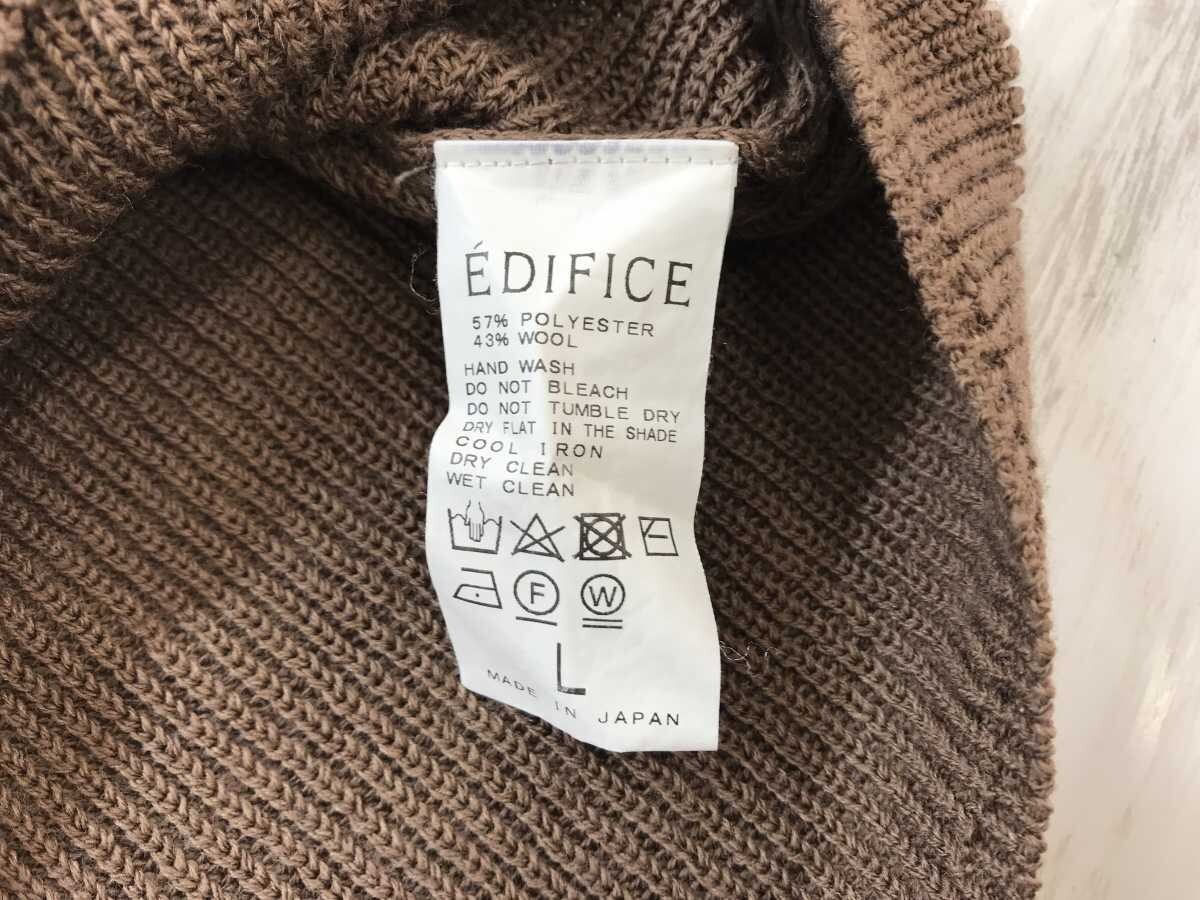 ÉDIFICE
57% POLYESTER
43% WOOL
HAND WASH
DO NOT BLEACH
DO NOT TUMBLE DRY
DRY FLAT IN THE SHADE
COOL IRON
DRY CLEAN
WET CLEAN
F W
L
MADE IN JAPAN